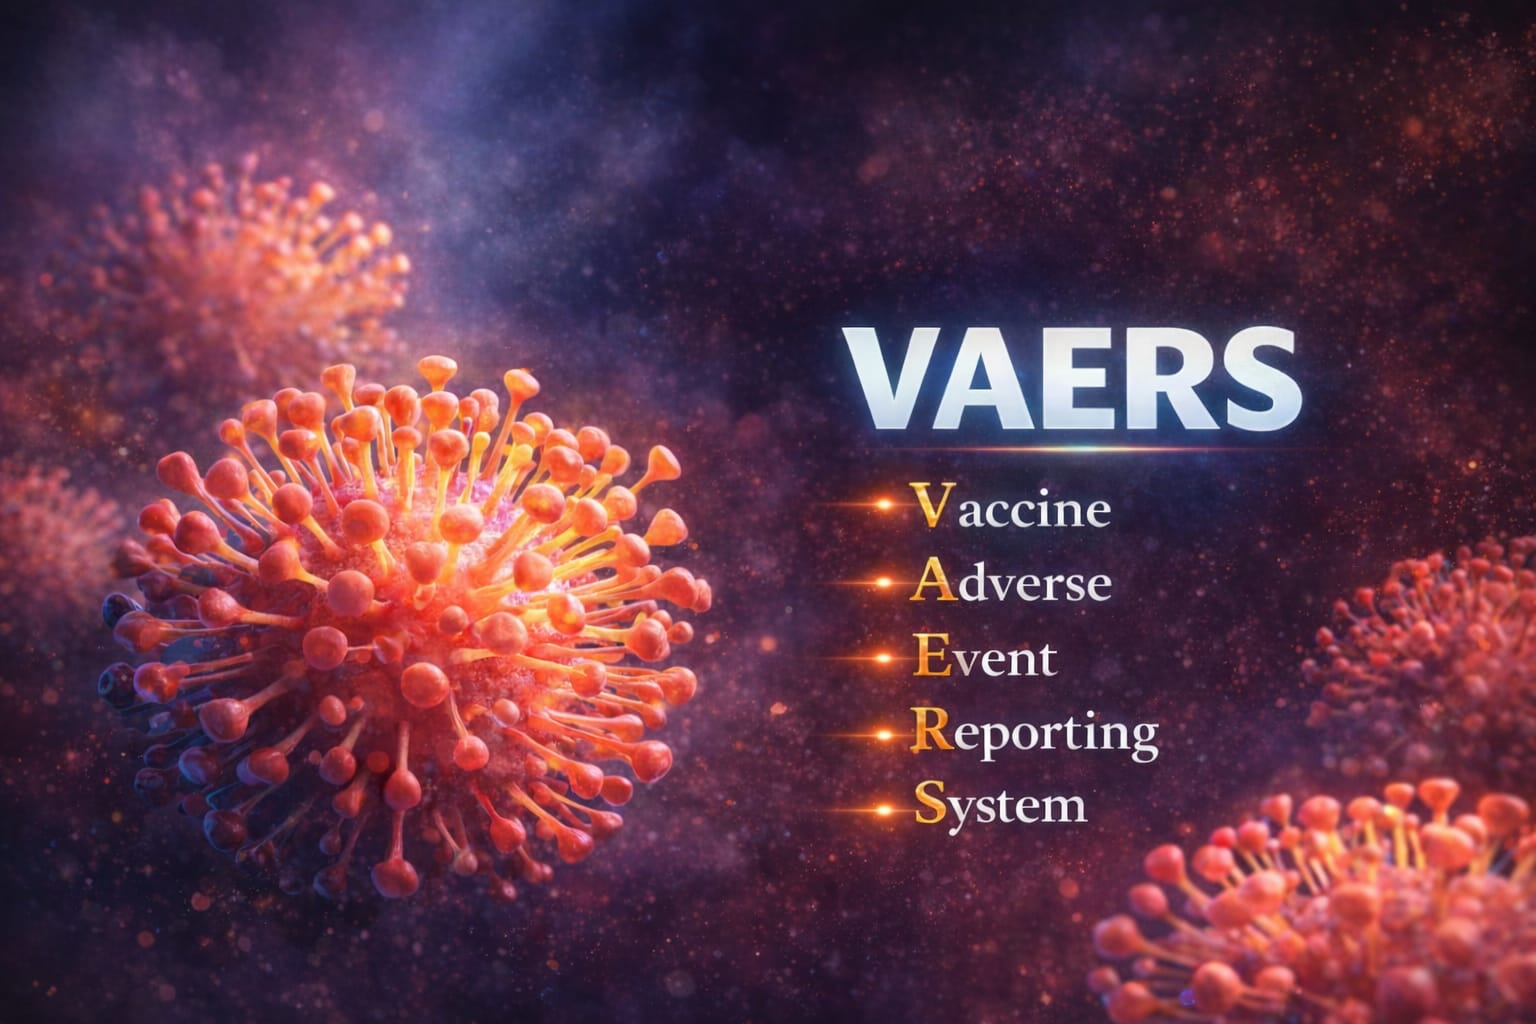 VAERS
Vaccine
Adverse
Event
Reporting
System